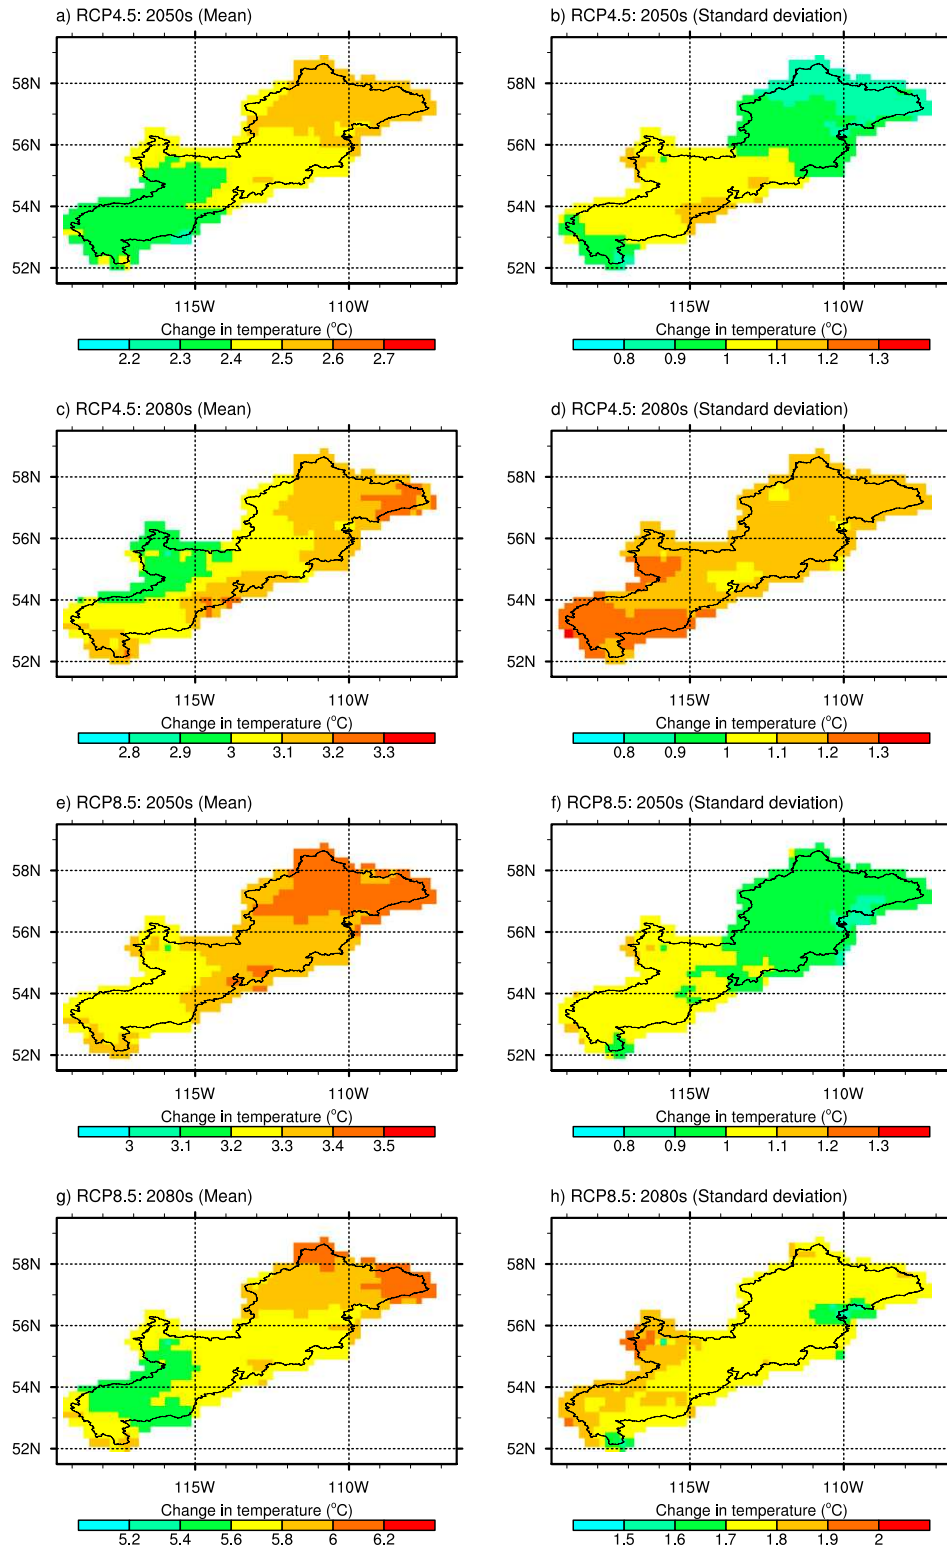 a) RCP4.5: 2050s (Mean)
b) RCP4.5: 2050s (Standard deviation)
58N
58N
56N
56N
54N
54N
52N
52N
115W 110W
115W 110W
Change in temperature (°C)
Change in temperature (°C)
2.2 2.3 2.4 2.5 2.6 2.7
0.8 0.9 1 1.1 1.2 1.3
c) RCP4.5: 2080s (Mean)
d) RCP4.5: 2080s (Standard deviation)
58N
58N
56N
56N
54N
54N
52N
52N
115W 110W
115W 110W
Change in temperature (°C)
Change in temperature (°C)
2.8 2.9 3 3.1 3.2 3.3
0.8 0.9 1 1.1 1.2 1.3
e) RCP8.5: 2050s (Mean)
f) RCP8.5: 2050s (Standard deviation)
58N
58N
56N
56N
54N
54N
52N
52N
115W 110W
115W 110W
Change in temperature (°C)
Change in temperature (°C)
3 3.1 3.2 3.3 3.4 3.5
0.8 0.9 1 1.1 1.2 1.3
g) RCP8.5: 2080s (Mean)
h) RCP8.5: 2080s (Standard deviation)
58N
58N
56N
56N
54N
54N
52N
52N
115W 110W
115W 110W
Change in temperature (°C)
Change in temperature (°C)
5.2 5.4 5.6 5.8 6 6.2
1.5 1.6 1.7 1.8 1.9 2